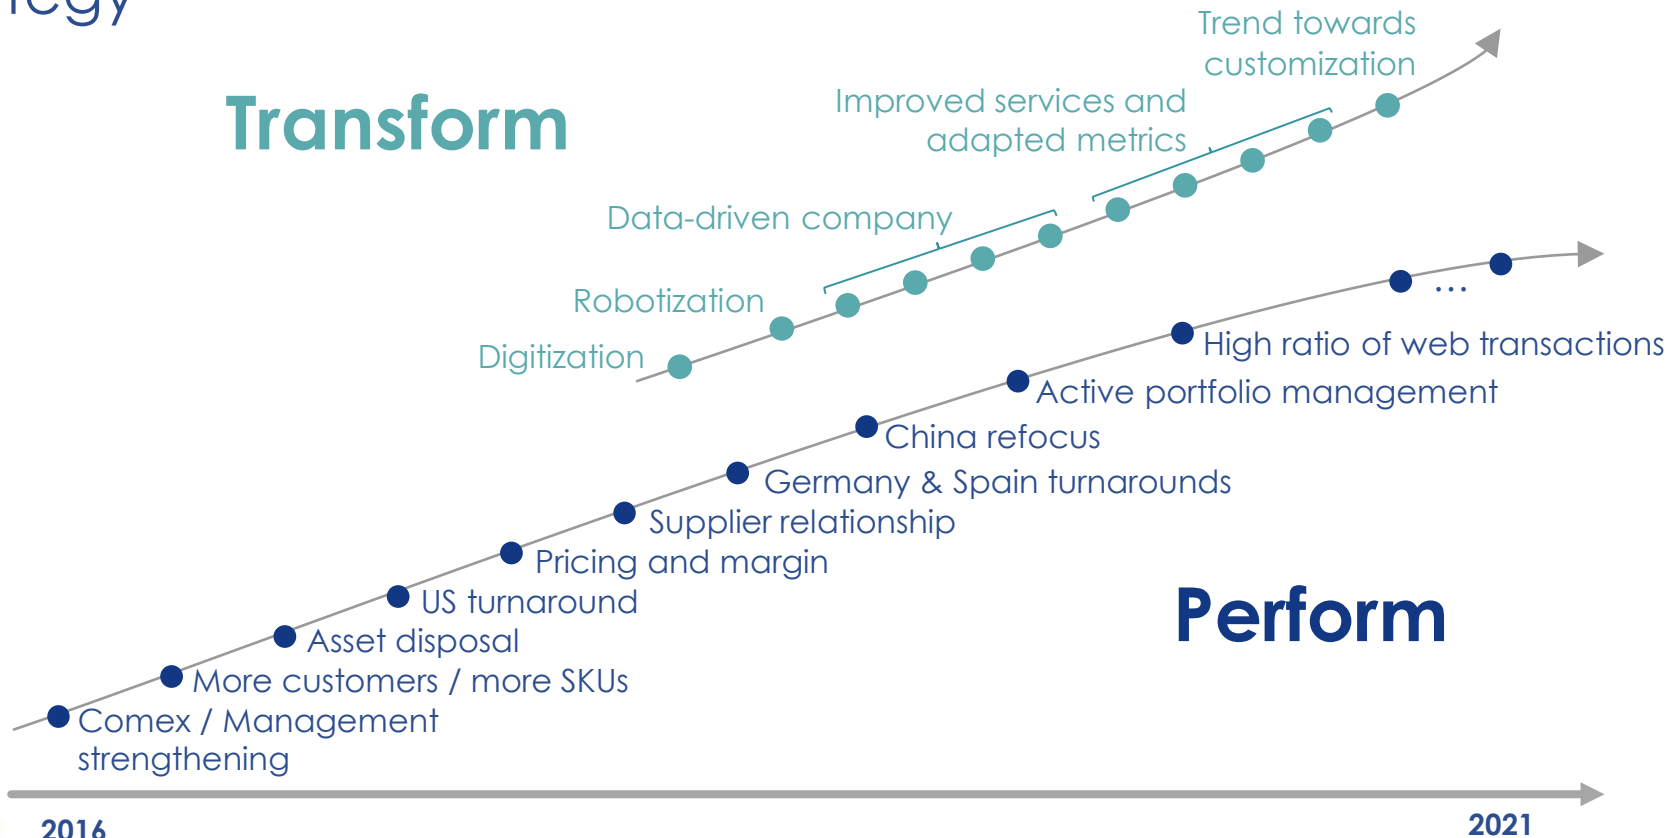 Trend towards
customization
Transform
Improved services and
adapted metrics
Data-driven company
Robotization
Digitization
...
High ratio of web transactions
Active portfolio management
China refocus
Germany & Spain turnarounds
Supplier relationship
Pricing and margin
US turnaround
Perform
Asset disposal
More customers / more SKUs
Comex / Management
strengthening
2016
2021